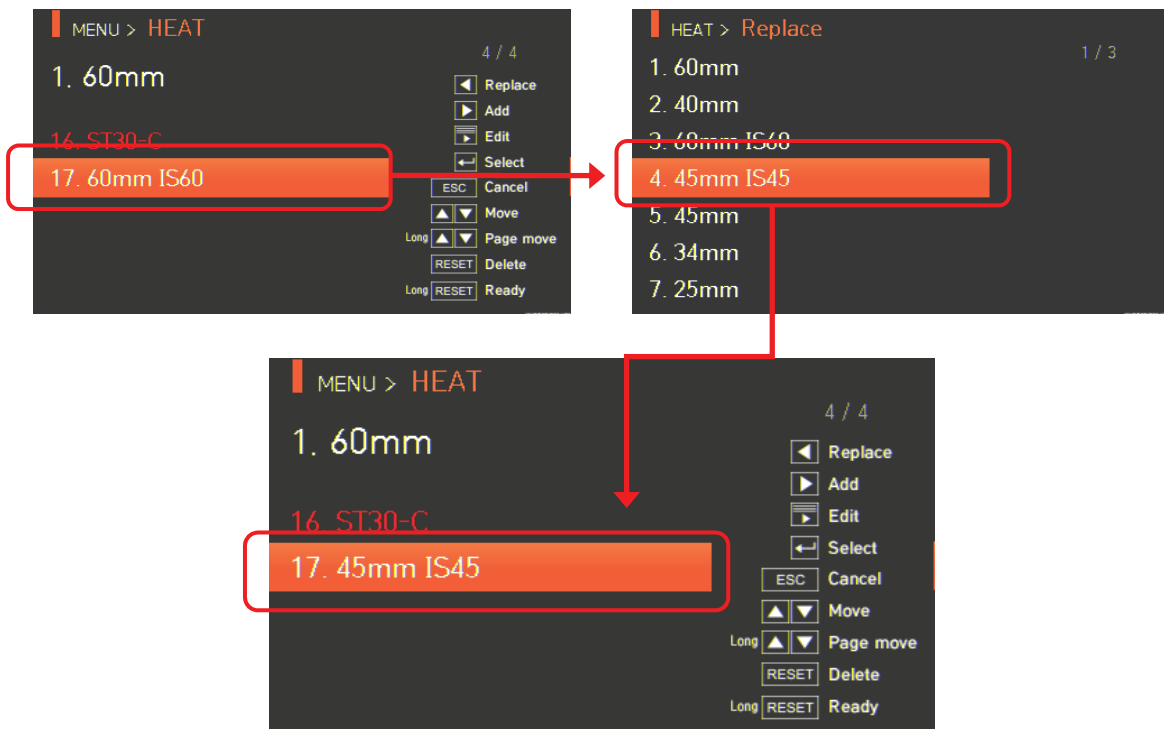 MENU > HEAT
4 / 4
1. 60mm
Replace
Add
16. ST30-C
Edit
Select
17. 60mm IS60
ESC Cancel
Move
Long Page move
RESET Delete
Long RESET Ready
HEAT > Replace
1 / 3
1. 60mm
2. 40mm
3. 60mm IS60
4. 45mm IS45
5. 45mm
6. 34mm
7. 25mm
MENU > HEAT
4 / 4
1. 60mm
Replace
Add
16. ST30-C
Edit
Select
17. 45mm IS45
ESC Cancel
Move
Long Page move
RESET Delete
Long RESET Ready